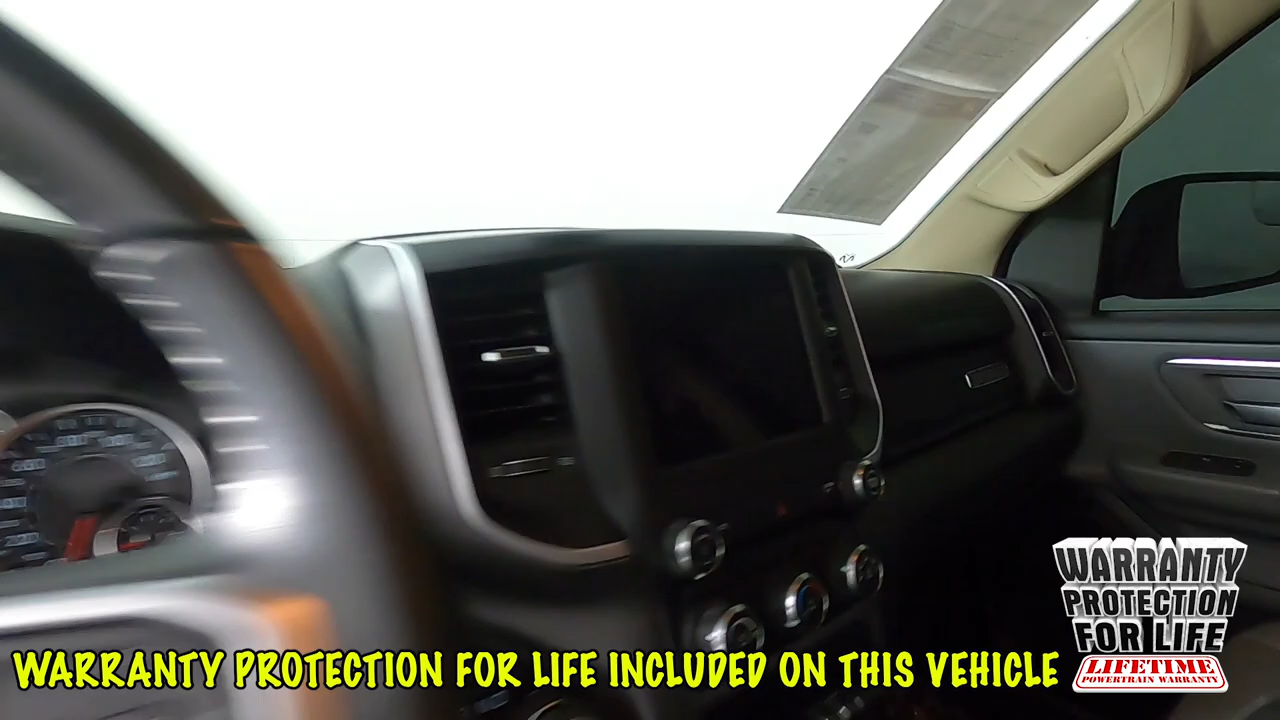 WARRANTY
PROTECTION
FOR LIFE
LIFETIME
POWERTRAIN WARRANTY
WARRANTY PROTECTION FOR LIFE INCLUDED ON THIS VEHICLE